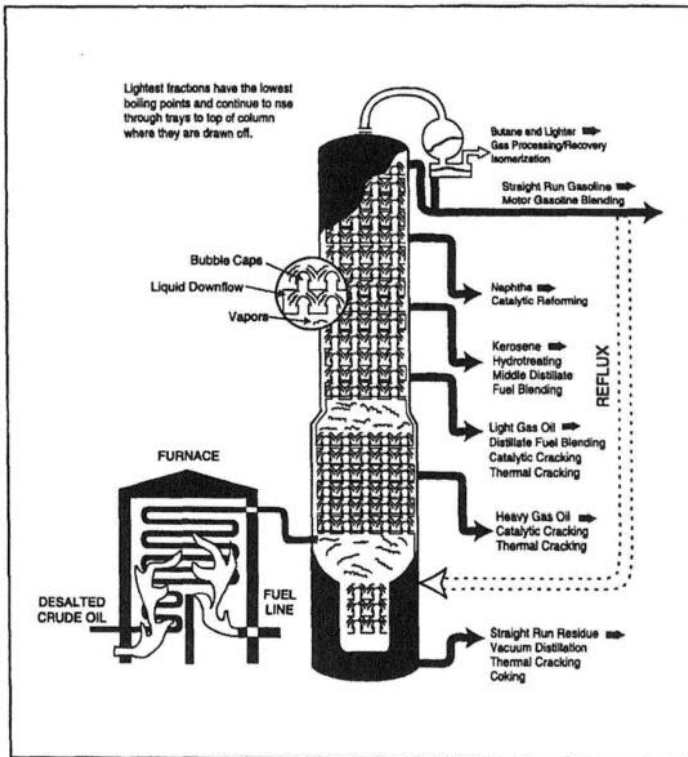 Lightest fractions have the lowest
boiling points and continue to rise
through trays to top of column
where they are drawn off.
Butane and Lighter
Gas Processing/Recovery
Isomerization
Straight Run Gasoline
Motor Gasoline Blending
Bubble Caps
Liquid Downflow
Vapors
Naphtha
Catalytic Reforming
Kerosene
Hydrotreating
Middle Distillate
Fuel Blending
REFLUX
Light Gas Oil
Distillate Fuel Blending
Catalytic Cracking
Thermal Cracking
FURNACE
Heavy Gas Oil
Catalytic Cracking
Thermal Cracking
DESALTED
CRUDE OIL
FUEL
LINE
Straight Run Residue
Vacuum Distillation
Thermal Cracking
Coking